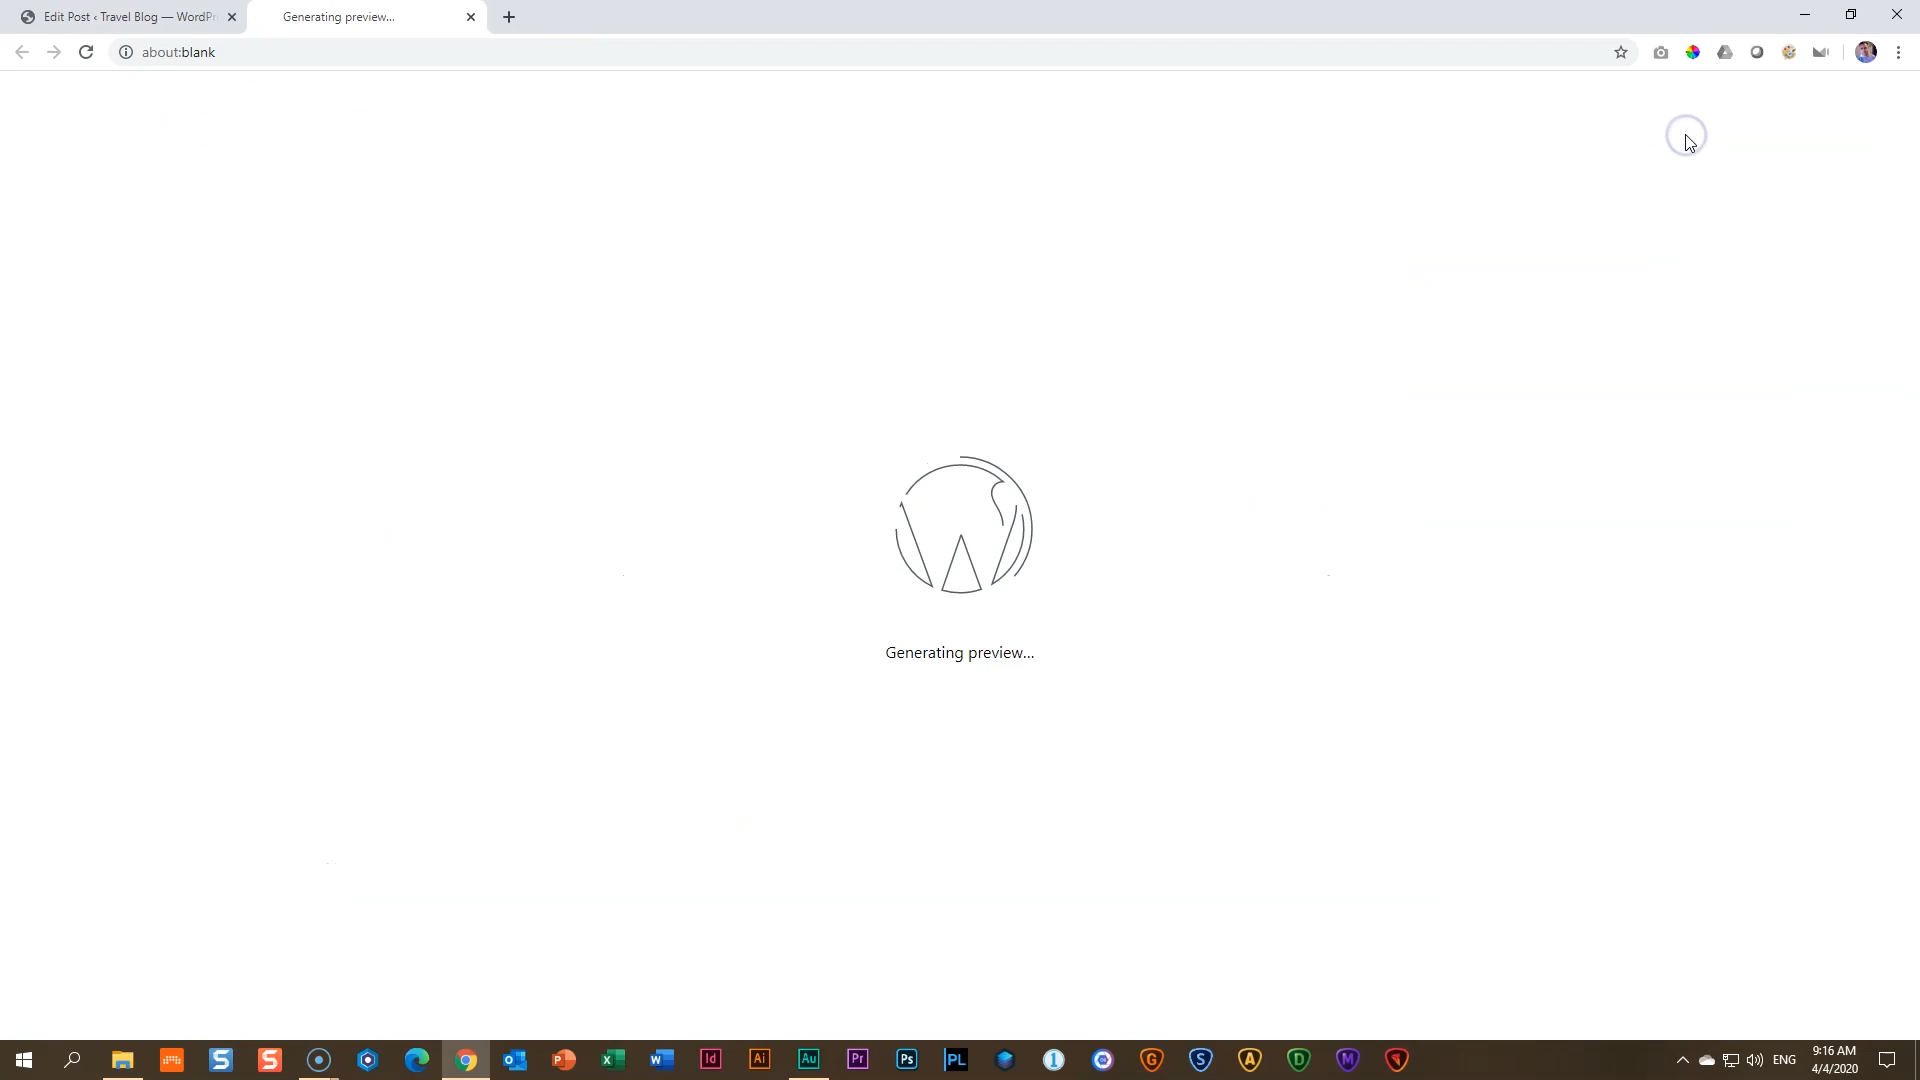 Edit Post ‹ Travel Blog — WordPr
Generating preview...
about:blank
Generating preview...
Id
Ai
Au
Pr
Ps
PL
ENG
9:16 AM
4/4/2020